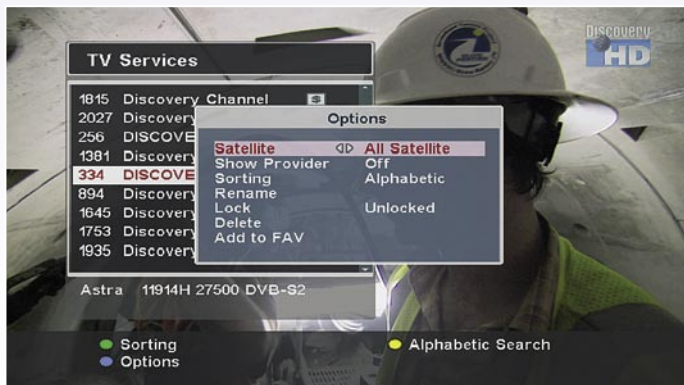 Discovery
HD
TV Services
1815 Discovery Channel S
2027 Discovery
256 DISCOVE
1381 Discovery
334 DISCOVE
894 Discovery
1645 Discovery
1753 Discovery
1935 Discovery
Options
Satellite All Satellite
Show Provider Off
Sorting Alphabetic
Rename
Lock Unlocked
Delete
Add to FAV
Astra 11914H 27500 DVB-S2
Sorting
Alphabetic Search
Options